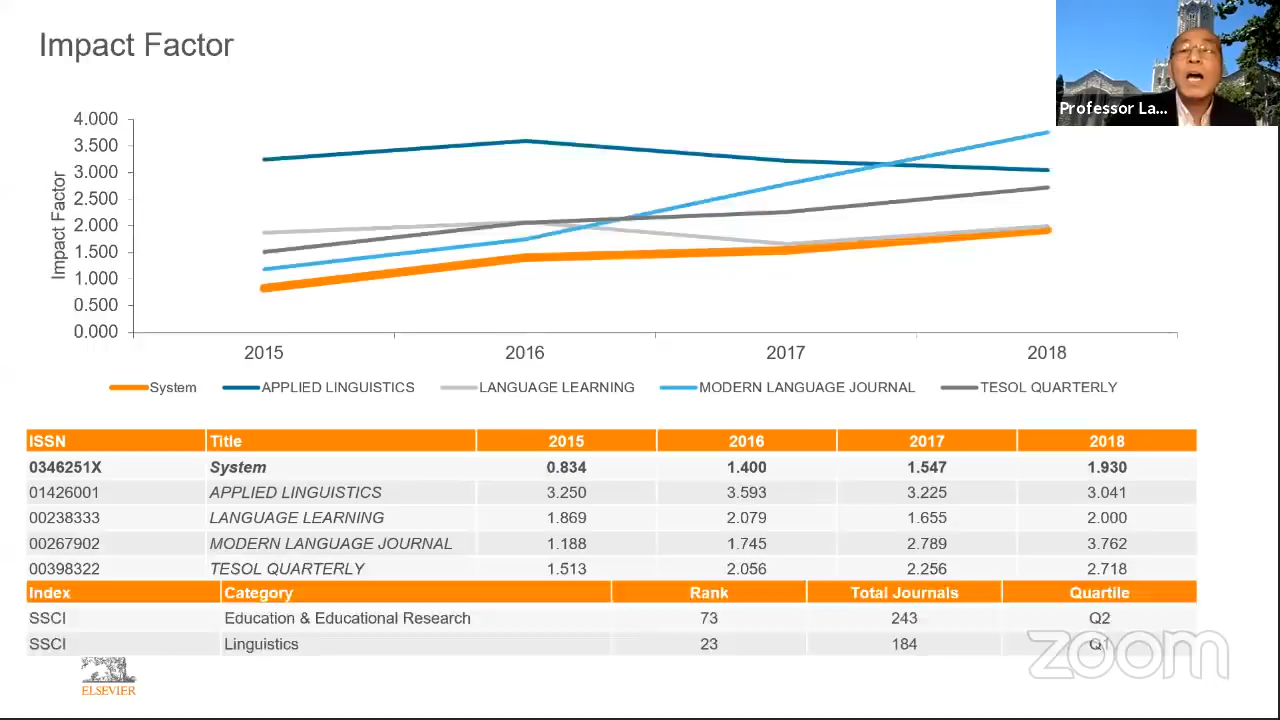 Impact Factor
Professor La...
4.000
3.500
3.000
2.500
2.000
1.500
1.000
0.500
0.000
Impact Factor
2015 2016 2017 2018
System APPLIED LINGUISTICS LANGUAGE LEARNING MODERN LANGUAGE JOURNAL TESOL QUARTERLY
ISSN Title 2015 2016 2017 2018
0346251X System 0.834 1.400 1.547 1.930
01426001 APPLIED LINGUISTICS 3.250 3.593 3.225 3.041
00238333 LANGUAGE LEARNING 1.869 2.079 1.655 2.000
00267902 MODERN LANGUAGE JOURNAL 1.188 1.745 2.789 3.762
00398322 TESOL QUARTERLY 1.513 2.056 2.256 2.718
Index Category Rank Total Journals Quartile
SSCI Education & Educational Research 73 243 Q2
SSCI Linguistics 23 184 Q1
zoom
ELSEVIER